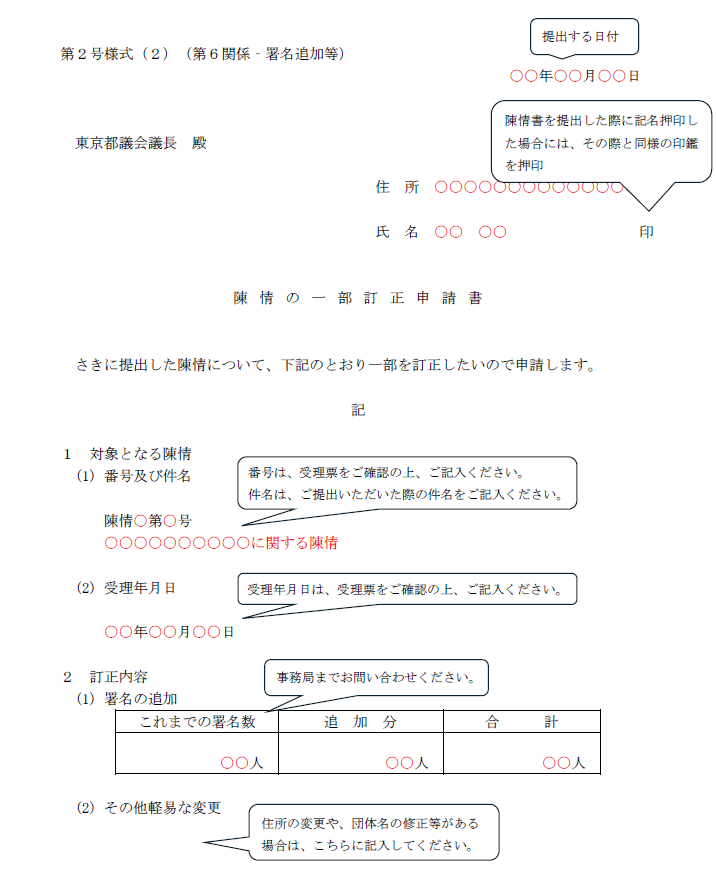 提出する日付
第２号様式（２）（第６関係‐署名追加等）
○○年○○月○○日
陳情書を提出した際に記名押印し
た場合には、その際と同様の印鑑
を押印
東京都議会議長　殿
住　所　○○○○○○○○○○○○○
氏　名　○○　○○　印
陳情の一部訂正申請書
さきに提出した陳情について、下記のとおり一部を訂正したいので申請します。
記
１　対象となる陳情
(1) 番号及び件名
番号は、受理票をご確認の上、ご記入ください。
件名は、ご提出いただいた際の件名をご記入ください。
陳情○第○号
○○○○○○○○○○に関する陳情
(2) 受理年月日
受理年月日は、受理票をご確認の上、ご記入ください。
○○年○○月○○日
２　訂正内容
事務局までお問い合わせください。
(1) 署名の追加
これまでの署名数　追　加　分　合　計
○○人　○○人　○○人
(2) その他軽易な変更
住所の変更や、団体名の修正等がある
場合は、こちらに記入してください。